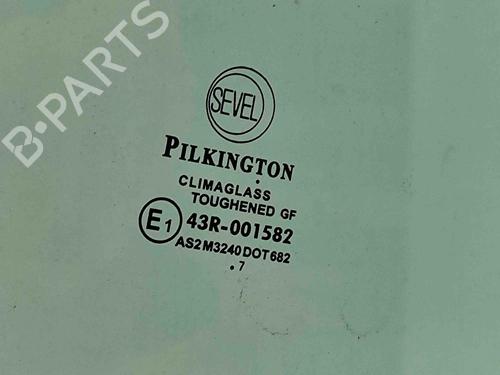 B-PARTS
SEVEL
PILKINGTON
CLIMAGLASS
TOUGHENED GF
E1 43R-001582
AS2 M3240 DOT 682
.7